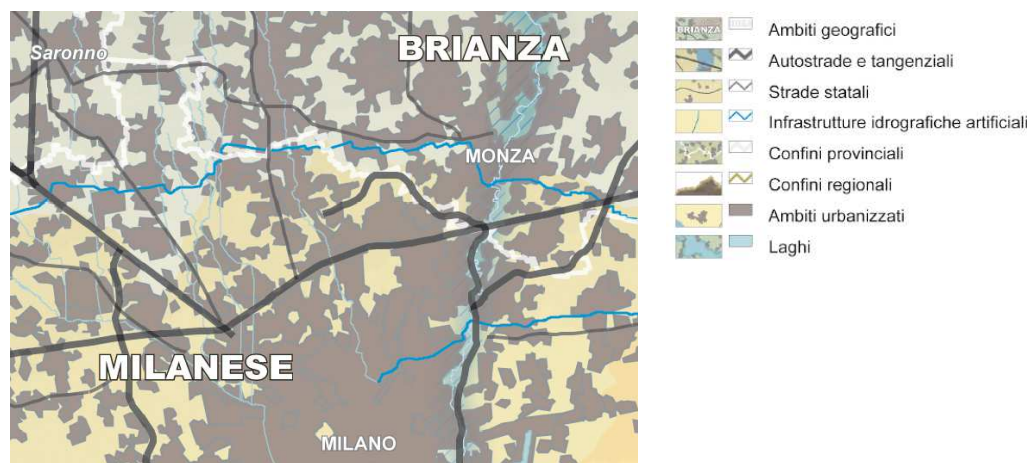 Saronno
BRIANZA
MONZA
MILANESE
MILANO
BRIANZA
Ambiti geografici
Autostrade e tangenziali
Strade statali
Infrastrutture idrografiche artificiali
Confini provinciali
Confini regionali
Ambiti urbanizzati
Laghi